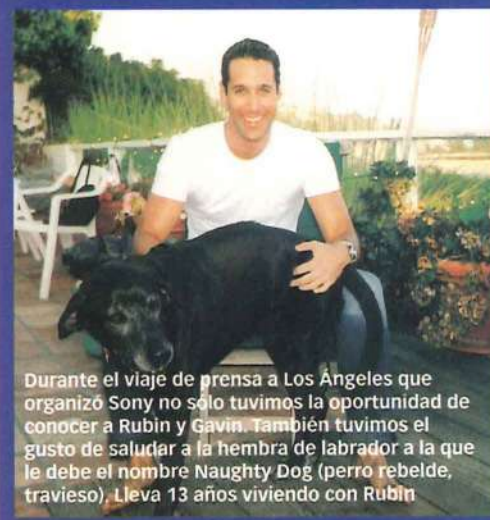 Durante el viaje de prensa a Los Ángeles que
organizó Sony no sólo tuvimos la oportunidad de
conocer a Rubin y Gavin. También tuvimos el
gusto de saludar a la hembra de labrador a la que
le debe el nombre Naughty Dog (perro rebelde,
travieso). Lleva 13 años viviendo con Rubin